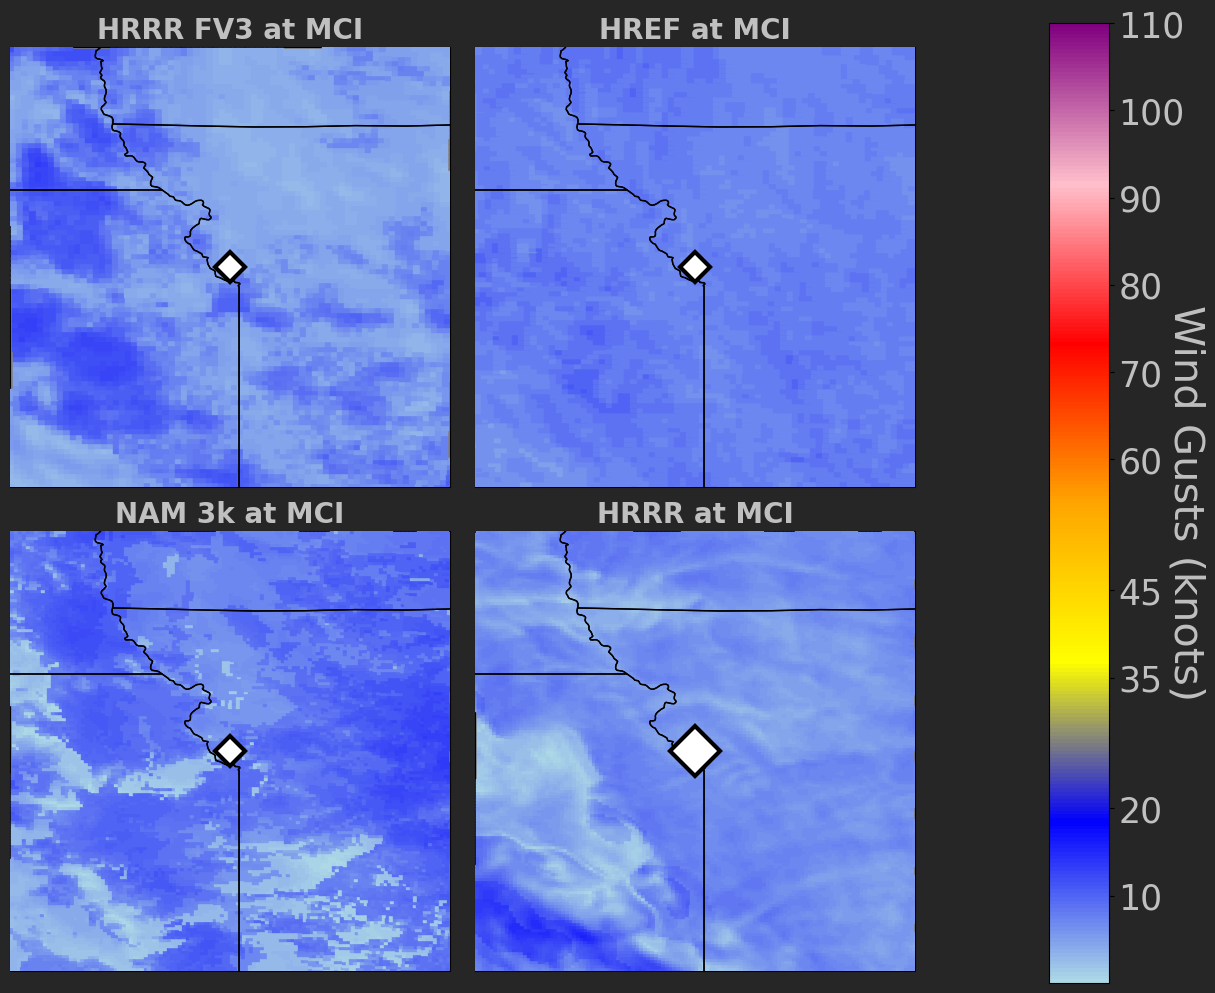 HRRR FV3 at MCI
HREF at MCI
NAM 3k at MCI
HRRR at MCI
110
100
90
80
70
60
45
35
20
10
Wind Gusts (knots)